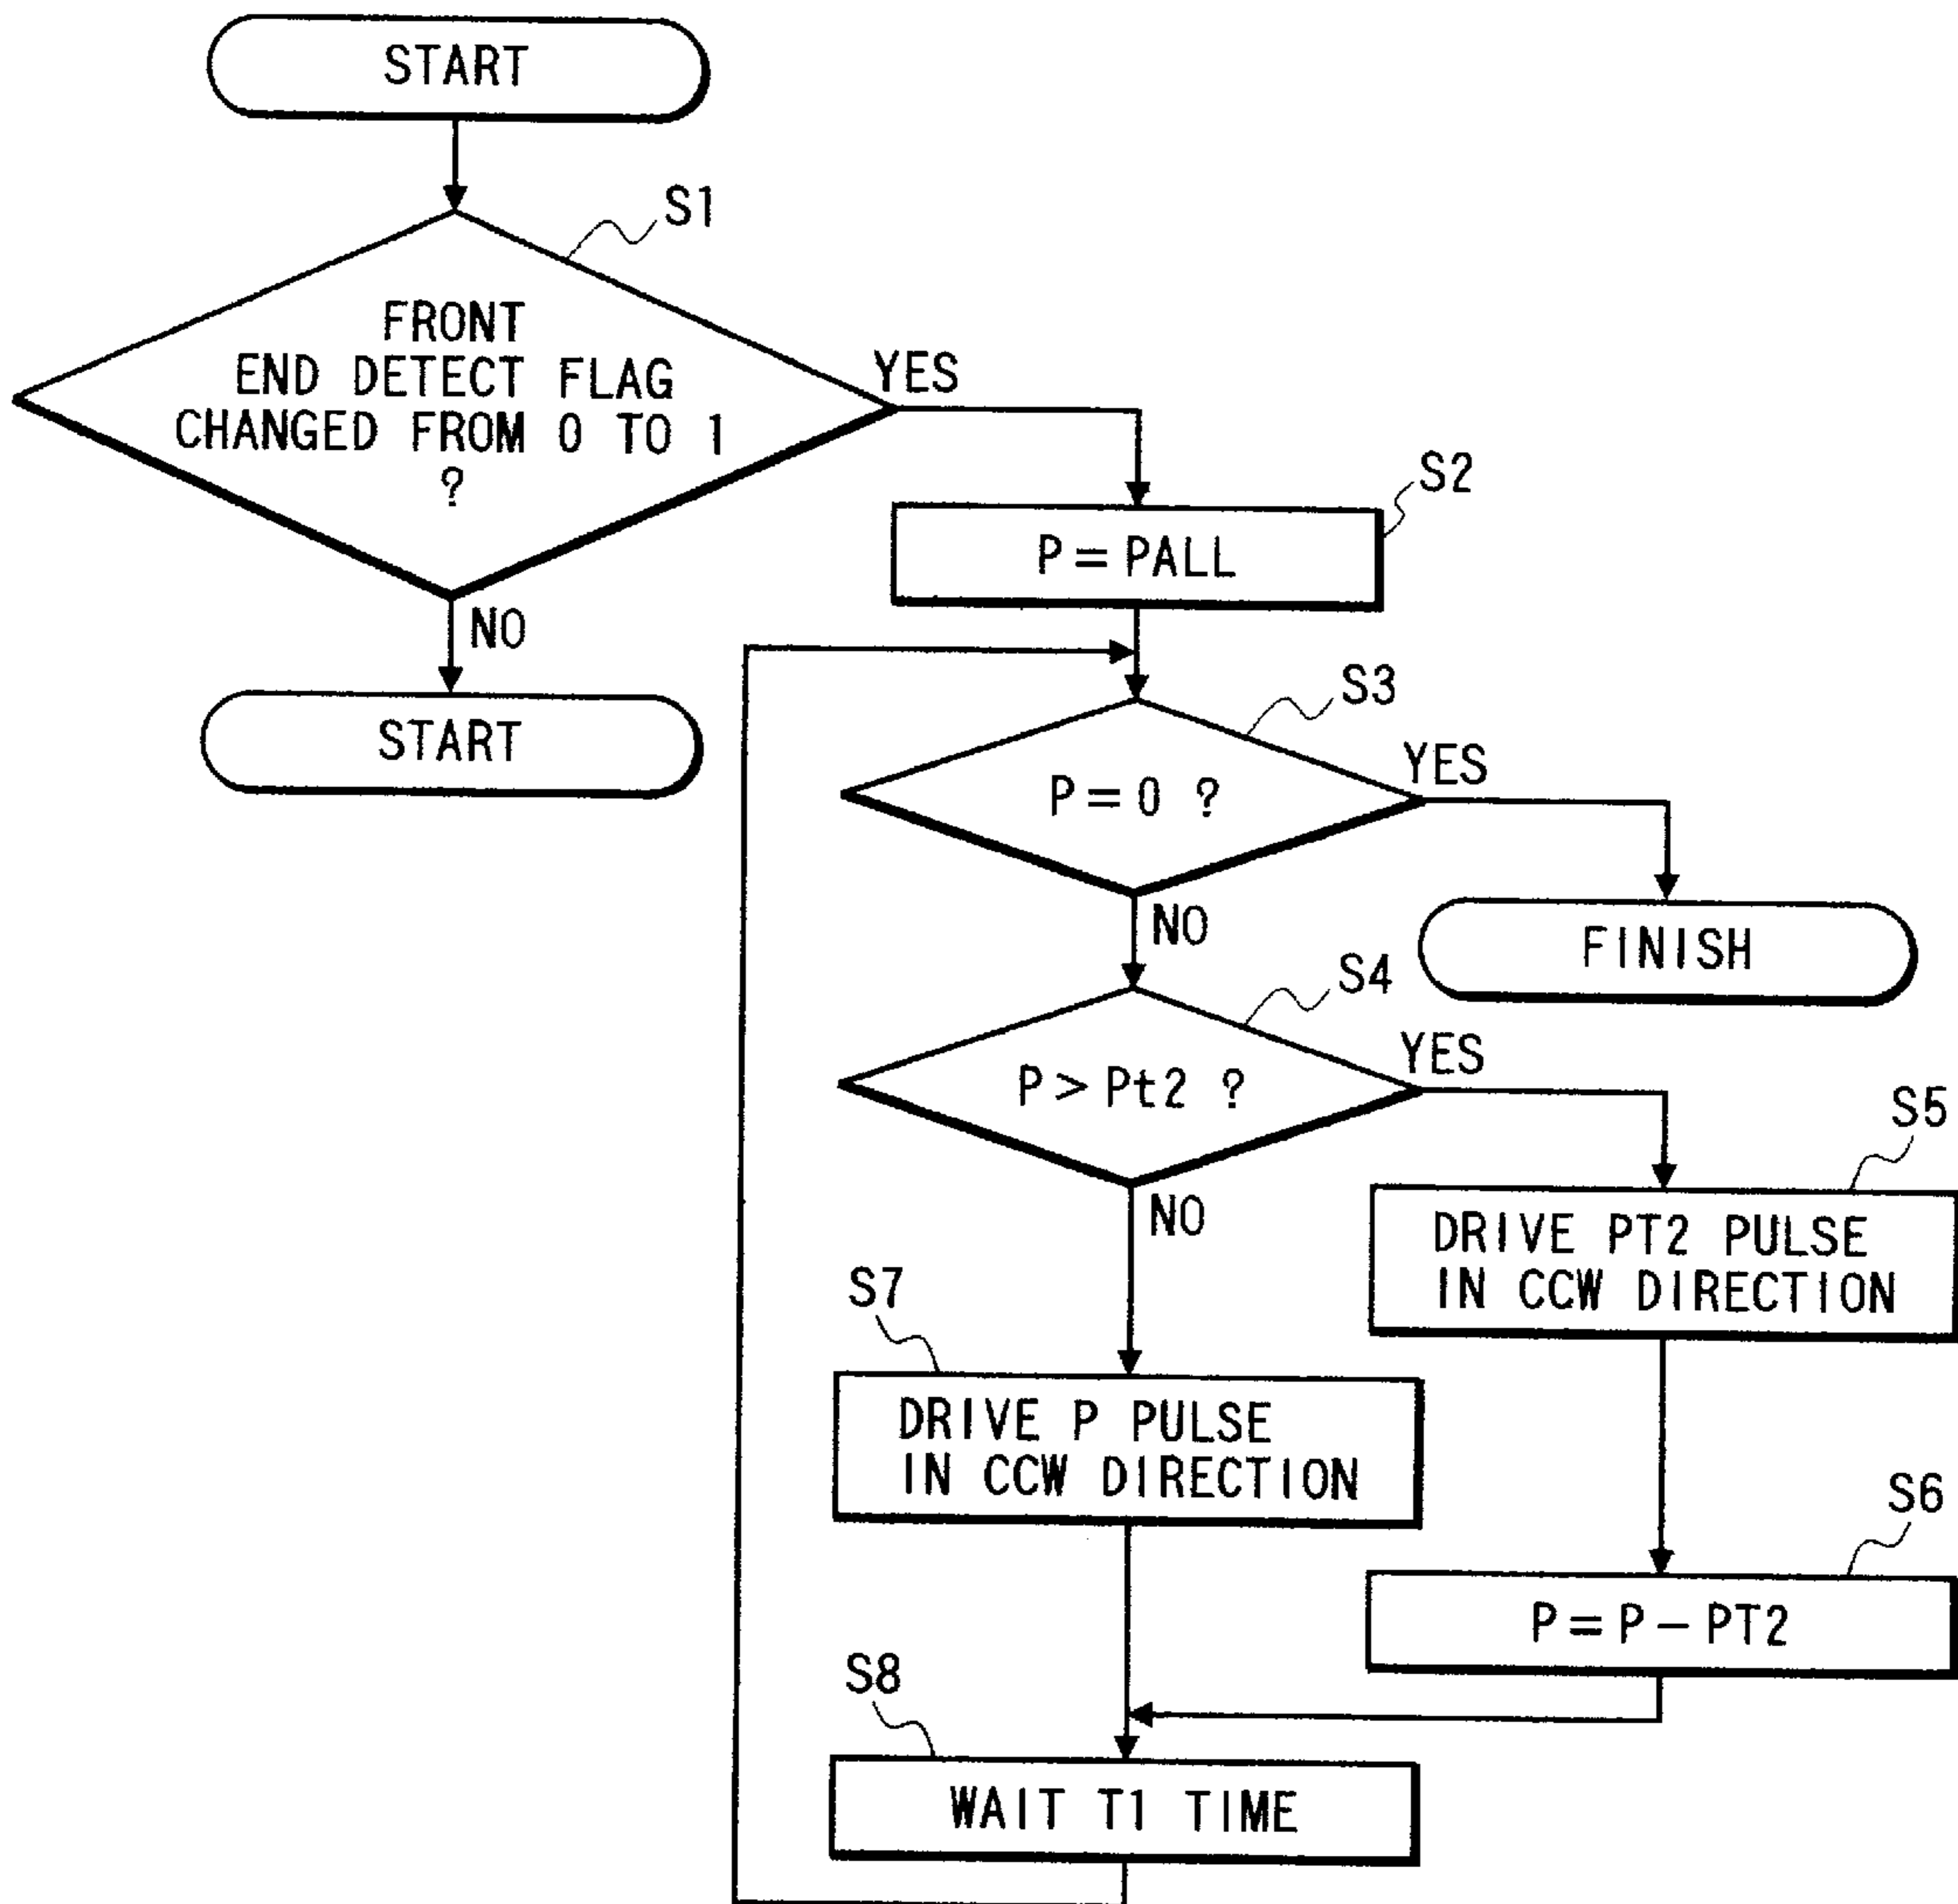 START
S1
FRONT
END DETECT FLAG
CHANGED FROM 0 TO 1
?
YES
NO
START
S2
P = PALL
S3
P = 0 ?
YES
NO
FINISH
S4
P > Pt2 ?
YES
NO
S5
DRIVE PT2 PULSE
IN CCW DIRECTION
S7
DRIVE P PULSE
IN CCW DIRECTION
S6
P = P - PT2
S8
WAIT T1 TIME